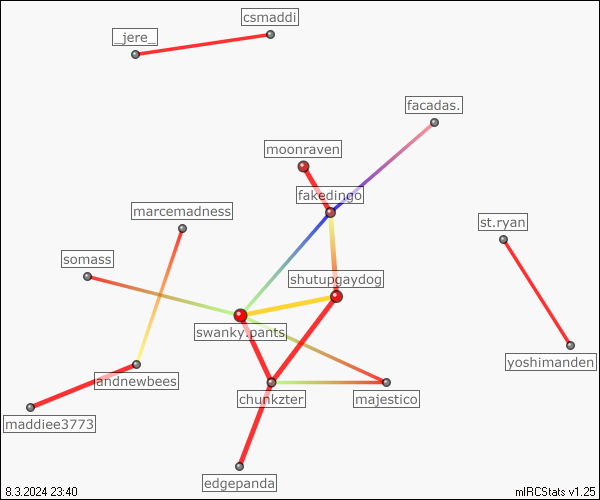 csmaddi
_jere_
facadas.
moonraven
fakedingo
marcemadness
st.ryan
somass
shutupgaydog
swanky.pants
yoshimanden
andnewbees
chunkzter
majestico
maddiee3773
edgepanda
8.3.2024 23:40
mIRCStats v1.25